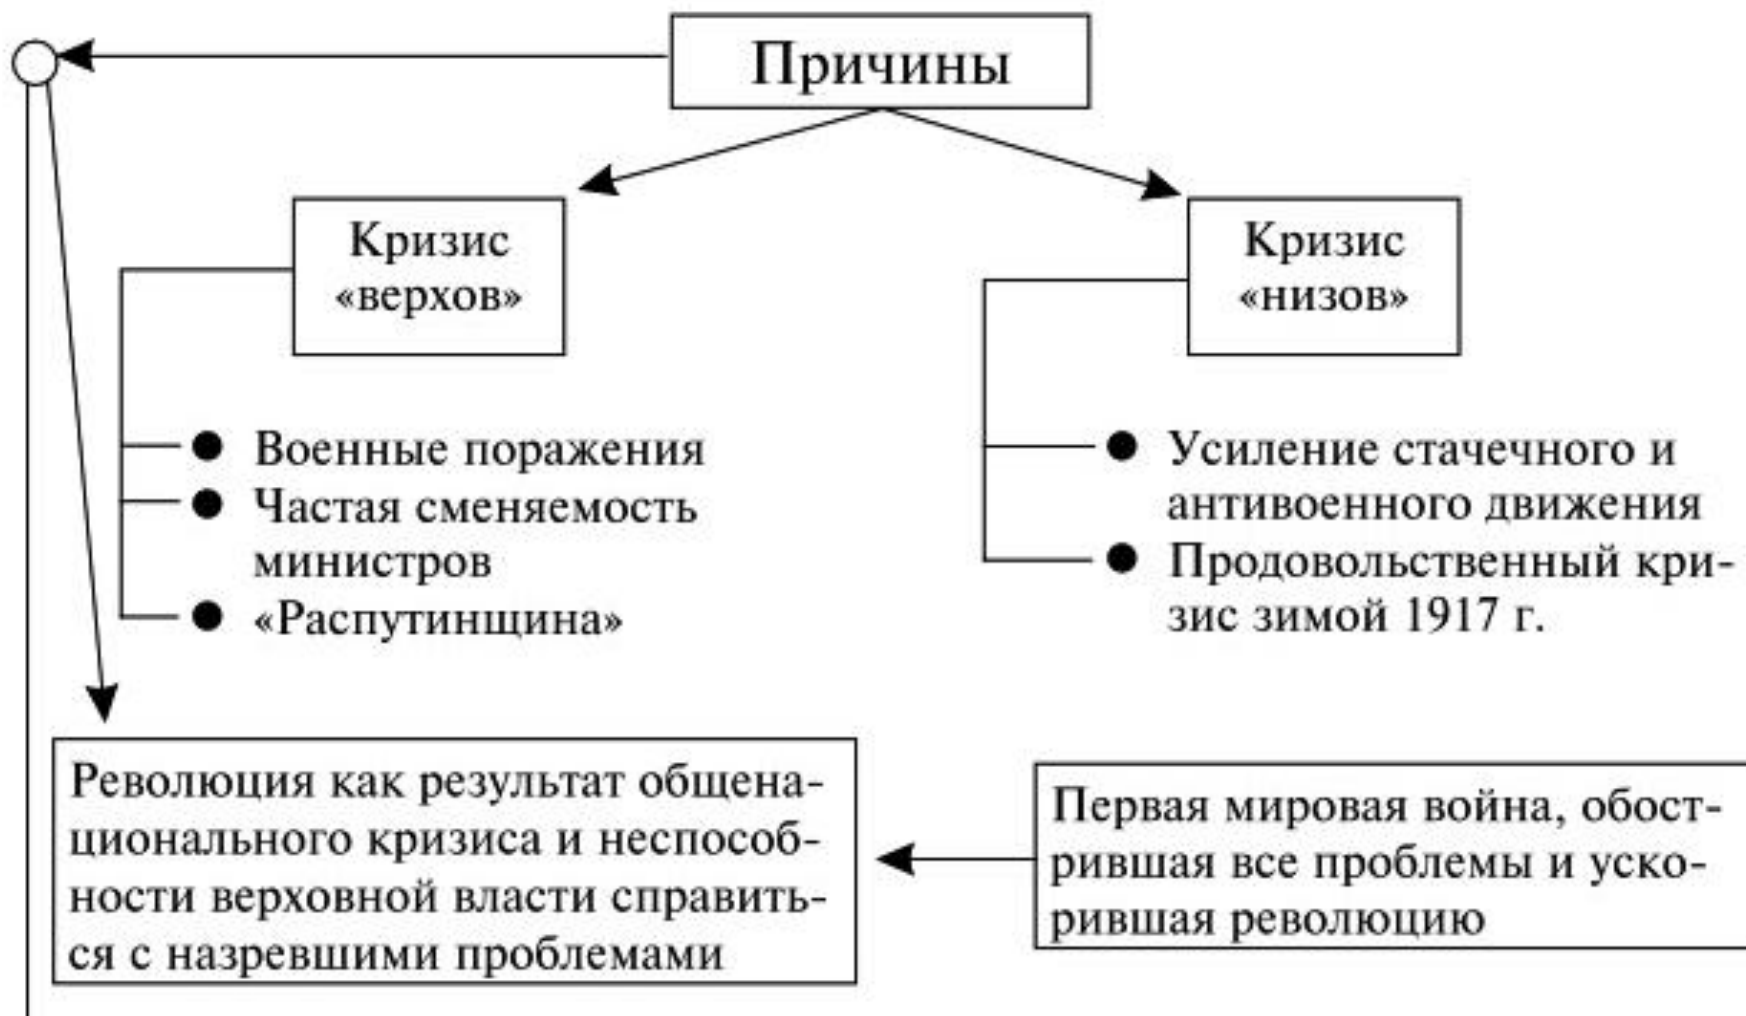 Причины
Кризис
«верхов»
Военные поражения
Частая сменяемость
министров
«Распутинщина»
Кризис
«низов»
Усиление стачечного и
антивоенного движения
Продовольственный кри-
зис зимой 1917 г.
Революция как результат общена-
ционального кризиса и неспособ-
ности верховной власти справить-
ся с назревшими проблемами
Первая мировая война, обост-
рившая все проблемы и уско-
рившая революцию